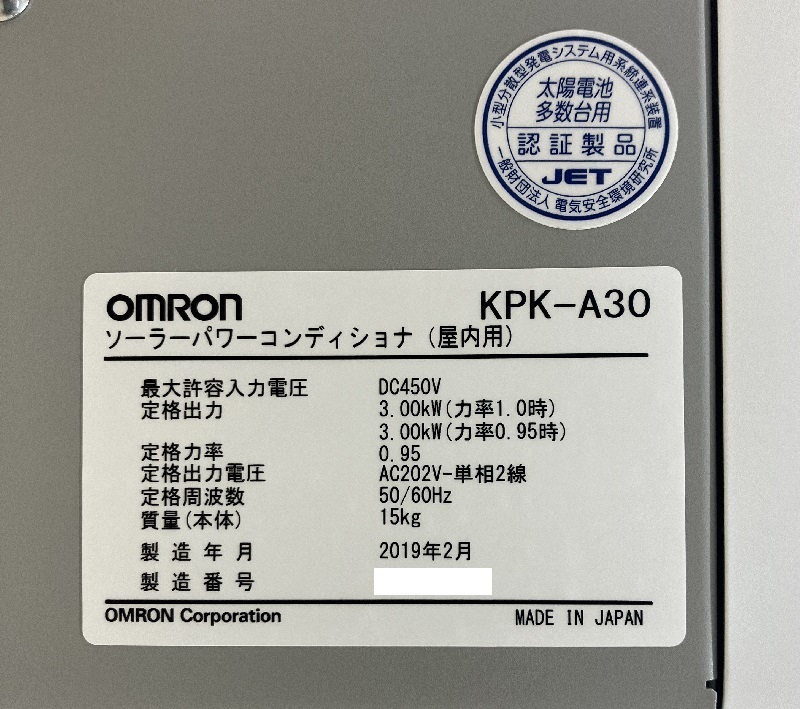 小型分散型発電システム用系統連系装置
太陽電池
多数台用
認証製品
JET
一般財団法人 電気安全環境研究所
OMRON KPK-A30
ソーラーパワーコンディショナ(屋内用)
最大許容入力電圧 DC450V
定格出力 3.00kW(力率1.0時)
3.00kW(力率0.95時)
定格力率 0.95
定格出力電圧 AC202V-単相2線
定格周波数 50/60Hz
質量(本体) 15kg
製造年月 2019年2月
製造番号
OMRON Corporation MADE IN JAPAN